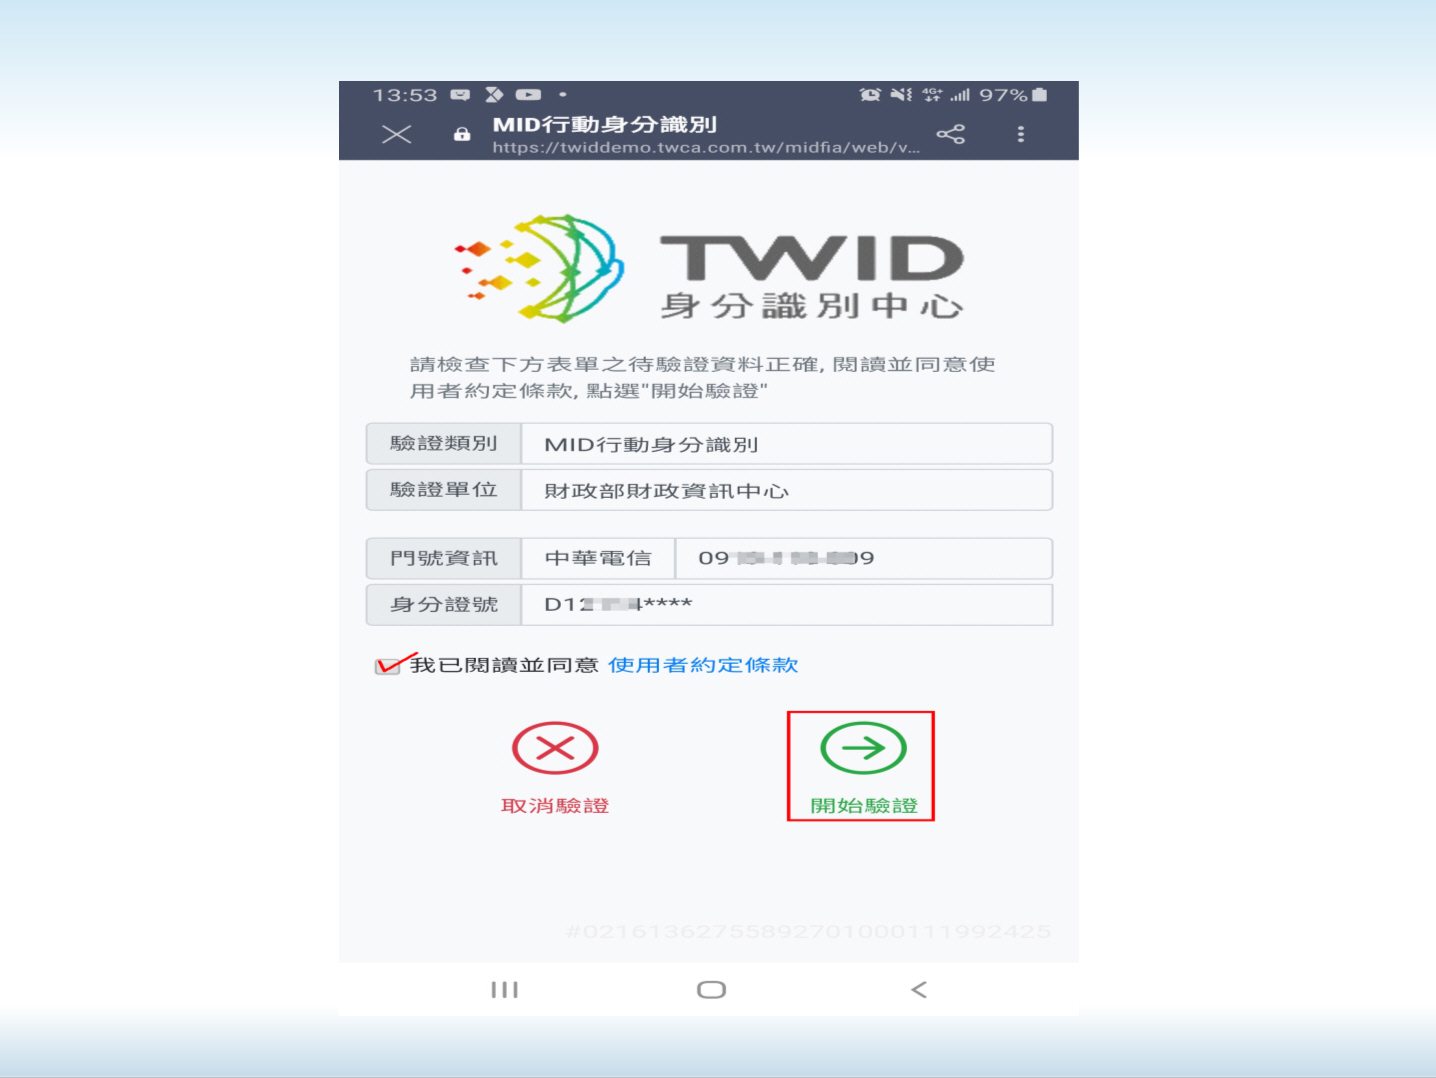 13:53 4G+ 97%
MID行動身分識別
https://twiddemo.twca.com.tw/midfia/web/v...
TWID
身分識別中心
請檢查下方表單之待驗證資料正確, 閱讀並同意使
用者約定條款, 點選"開始驗證"
驗證類別 MID行動身分識別
驗證單位 財政部財政資訊中心
門號資訊 中華電信 09 9
身分證號 D12 4****
我已閱讀並同意 使用者約定條款
取消驗證 開始驗證
#02161362755892701000111992425